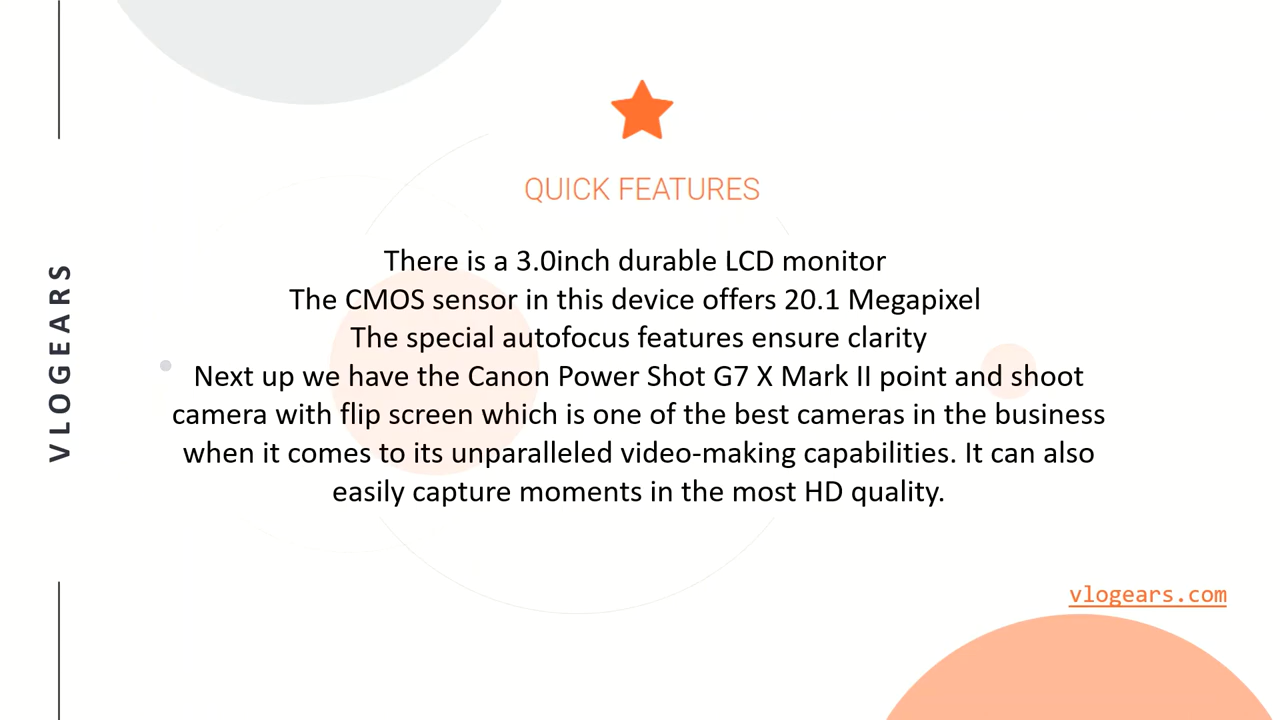 VLOGEARS
QUICK FEATURES
There is a 3.0inch durable LCD monitor
The CMOS sensor in this device offers 20.1 Megapixel
The special autofocus features ensure clarity
Next up we have the Canon Power Shot G7 X Mark II point and shoot
camera with flip screen which is one of the best cameras in the business
when it comes to its unparalleled video-making capabilities. It can also
easily capture moments in the most HD quality.
vlogears.com